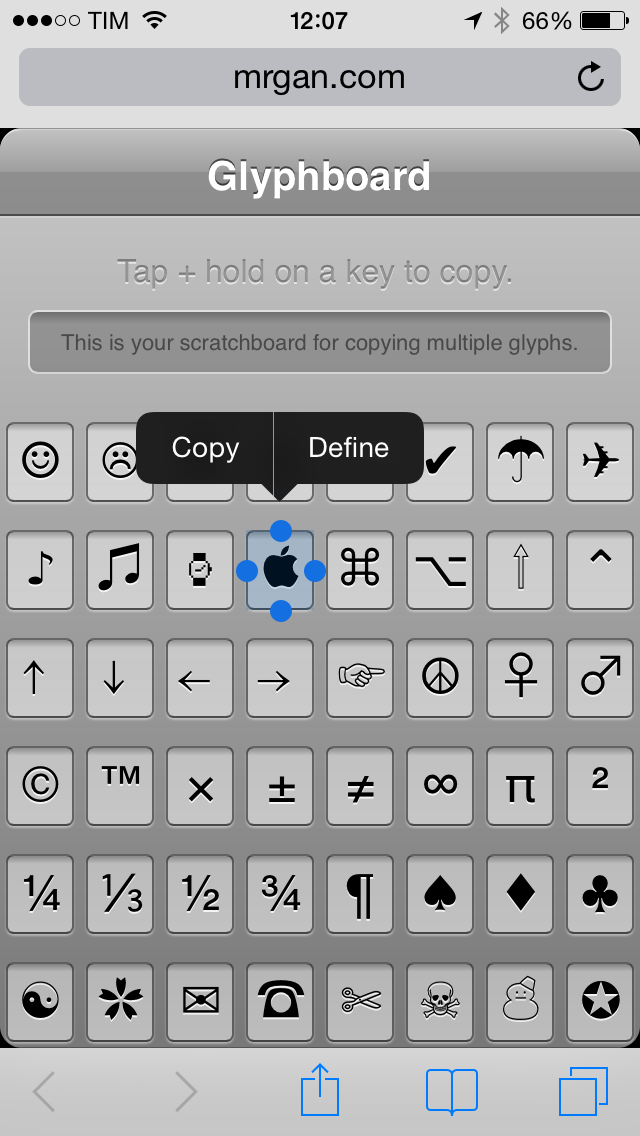 ●●●○○ TIM 12:07 66%
mrgan.com
Glyphboard
Tap + hold on a key to copy.
This is your scratchboard for copying multiple glyphs.
Copy Define
☺ ☹ ✔ ☂ ✈
♪ ♫ ⌚  ⌘ ⌥ ⇧ ⌃
↑ ↓ ← → ☞ ☮ ♀ ♂
© ™ × ± ≠ ∞ π ²
¼ ⅓ ½ ¾ ¶ ♠ ♦ ♣
☯ ✿ ✉ ☎ ✄ ☠ ☃ ✪